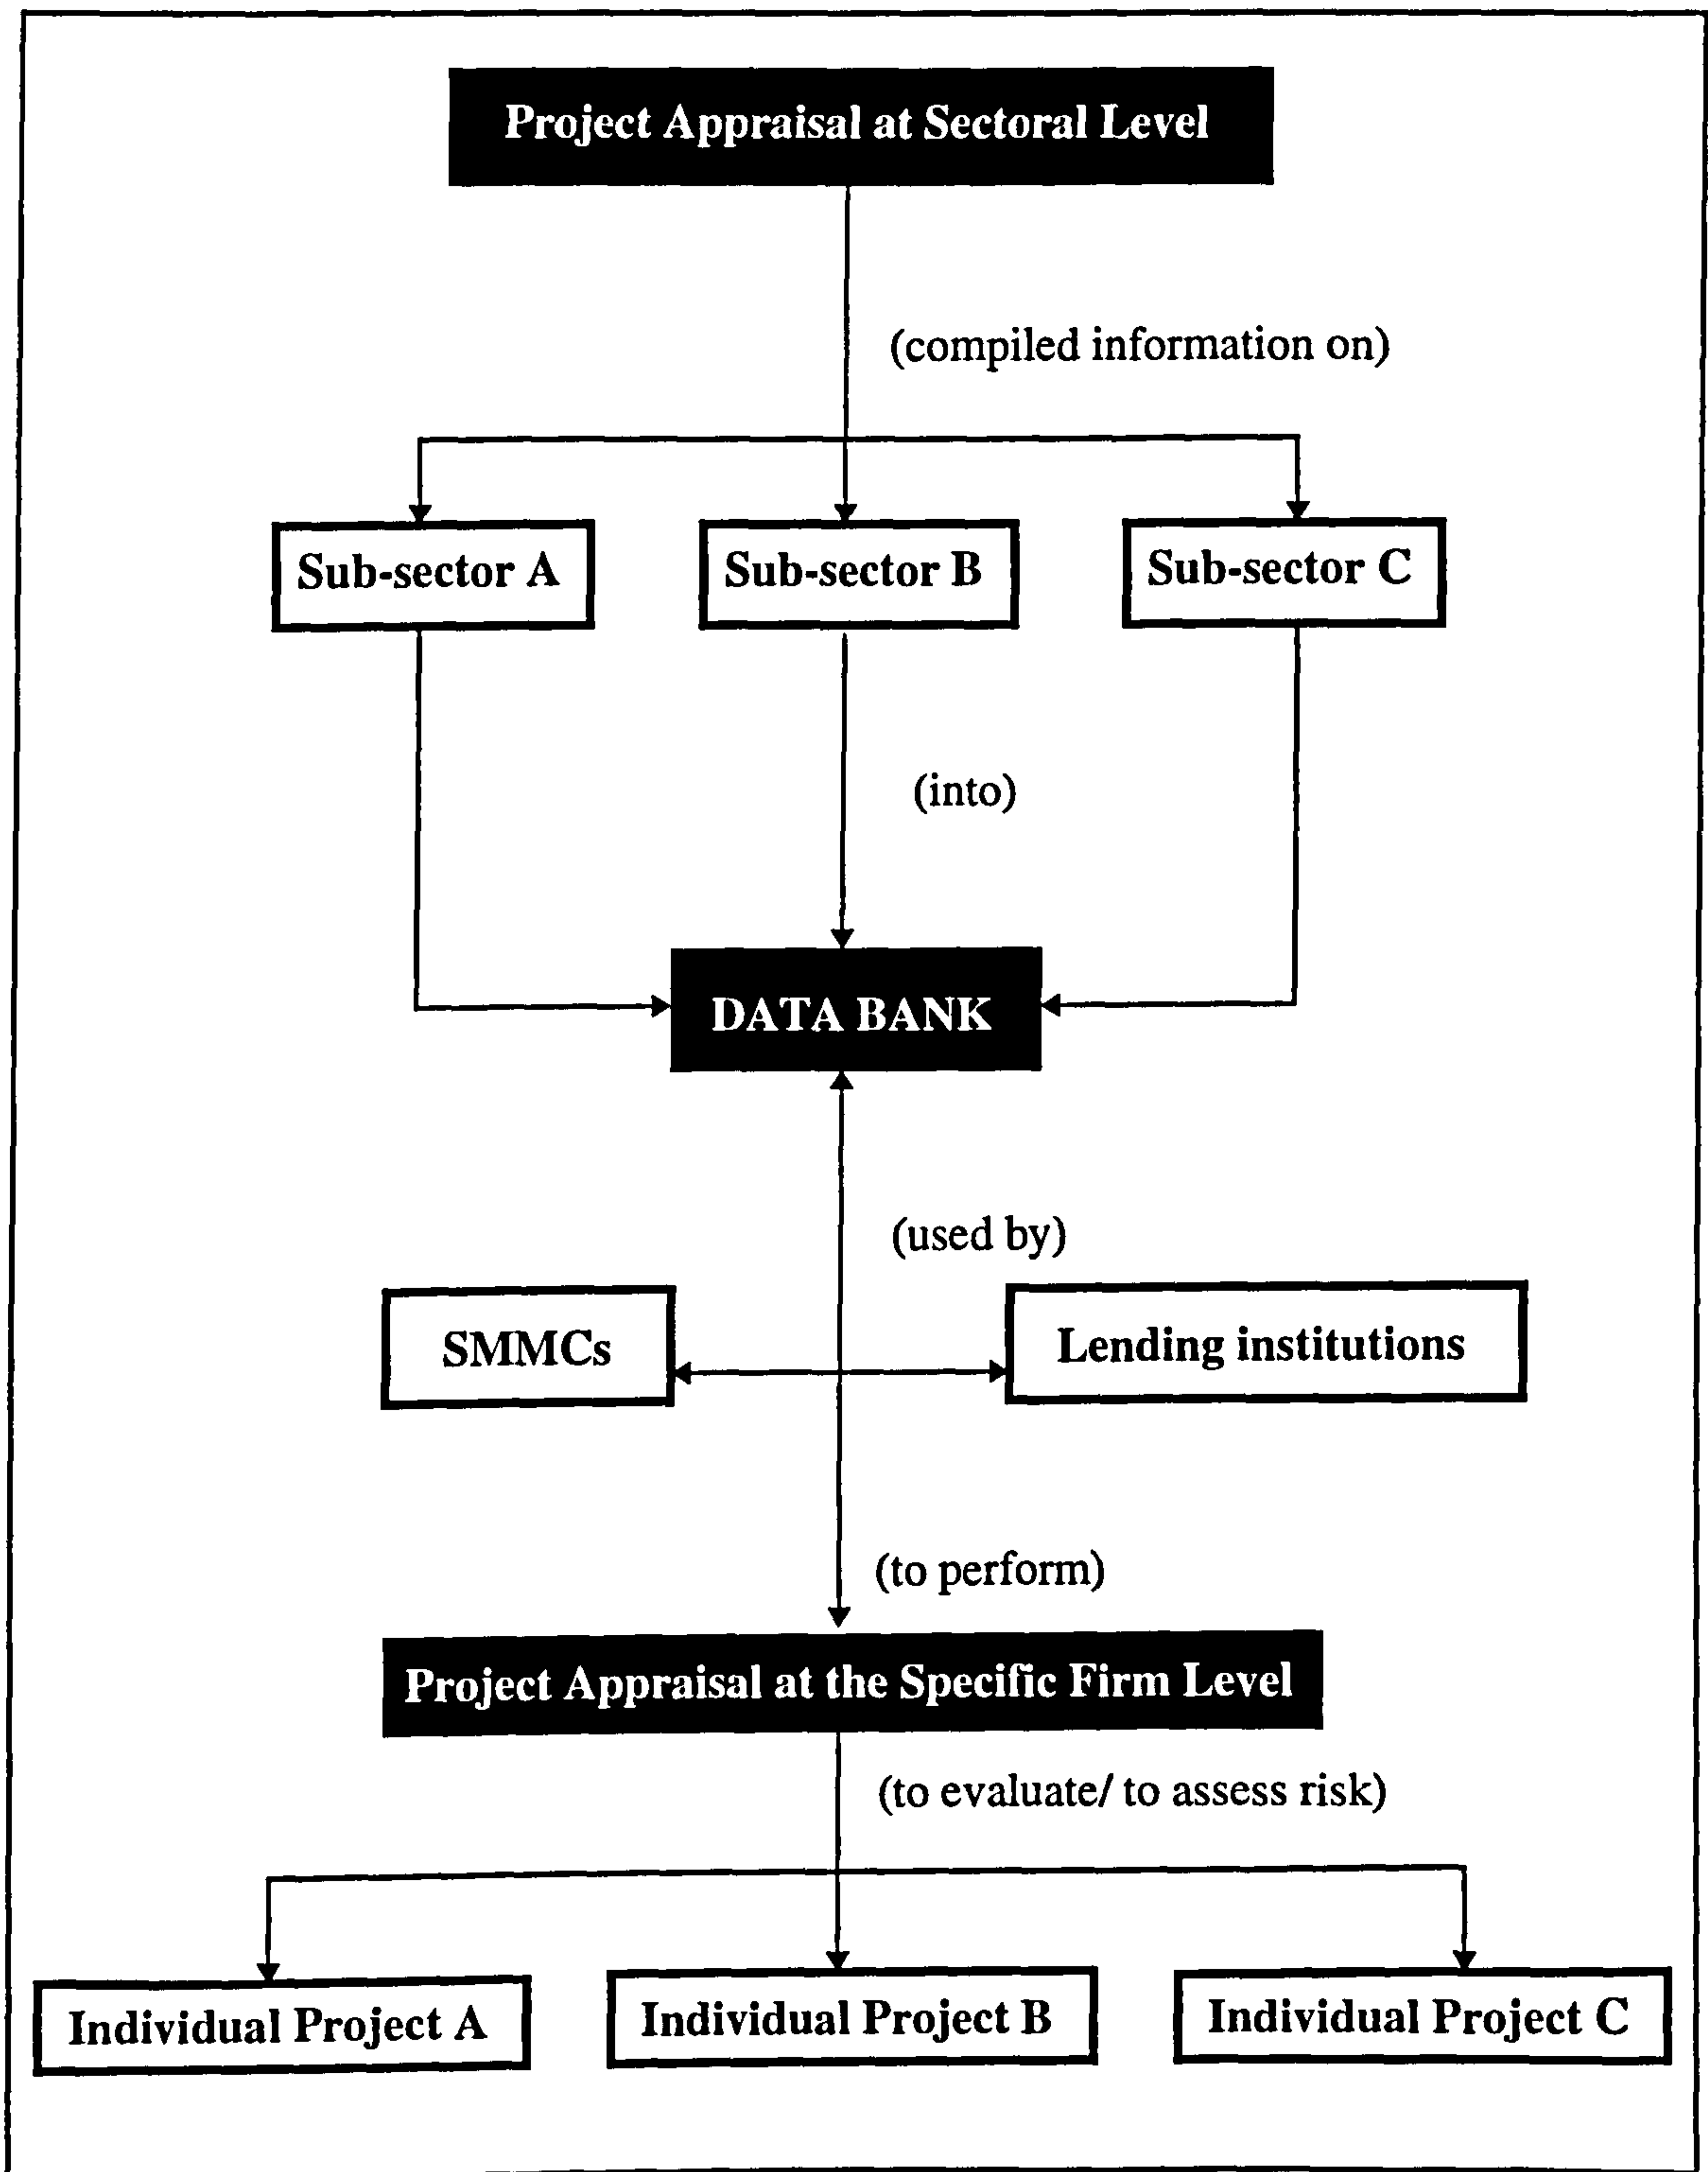 Project Appraisal at Sectoral Level
(compiled information on)
Sub-sector A
Sub-sector B
Sub-sector C
(into)
DATA BANK
(used by)
SMMCs
Lending institutions
(to perform)
Project Appraisal at the Specific Firm Level
(to evaluate/ to assess risk)
Individual Project A
Individual Project B
Individual Project C